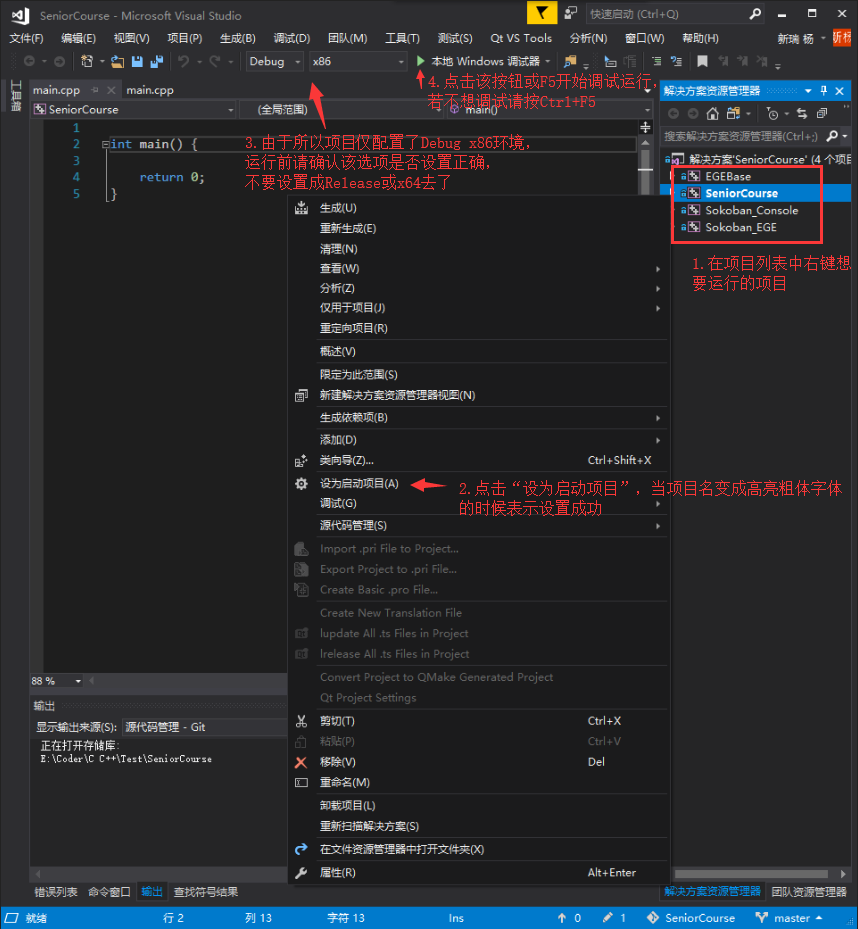 SeniorCourse - Microsoft Visual Studio
快速启动 (Ctrl+Q)
文件(F) 编辑(E) 视图(V) 项目(P) 生成(B) 调试(D) 团队(M) 工具(T) 测试(S) Qt VS Tools 分析(N) 窗口(W) 帮助(H) 新瑞 杨 新杨
Debug x86 本地 Windows 调试器
工具箱
main.cpp main.cpp
SeniorCourse (全局范围) main()
4.点击该按钮或F5开始调试运行,
若不想调试请按Ctrl+F5
1
2 int main() {
3
4 return 0;
5 }
3.由于所以项目仅配置了Debug x86环境,
运行前请确认该选项是否设置正确,
不要设置成Release或x64去了
解决方案资源管理器
搜索解决方案资源管理器(Ctrl+;)
解决方案'SeniorCourse' (4 个项目
EGEBase
SeniorCourse
Sokoban_Console
Sokoban_EGE
1.在项目列表中右键想
要运行的项目
生成(U)
重新生成(E)
清理(N)
查看(W)
分析(Z)
仅用于项目(J)
重定向项目(R)
概述(V)
限定为此范围(S)
新建解决方案资源管理器视图(N)
生成依赖项(B)
添加(D)
类向导(Z)... Ctrl+Shift+X
设为启动项目(A)
调试(G)
源代码管理(S)
2.点击“设为启动项目”,当项目名变成高亮粗体字体
的时候表示设置成功
Import .pri File to Project...
Export Project to .pri File...
Create Basic .pro File...
Create New Translation File
lupdate All .ts Files in Project
lrelease All .ts Files in Project
Convert Project to QMake Generated Project
Qt Project Settings
剪切(T) Ctrl+X
粘贴(P) Ctrl+V
移除(V) Del
重命名(M)
卸载项目(L)
重新扫描解决方案(S)
在文件资源管理器中打开文件夹(X)
属性(R) Alt+Enter
88 %
输出
显示输出来源(S): 源代码管理 - Git
正在打开存储库:
E:\Coder\C C++\Test\SeniorCourse
错误列表 命令窗口 输出 查找符号结果
解决方案资源管理器 团队资源管理器
就绪 行 2 列 13 字符 13 Ins 0 1 SeniorCourse master